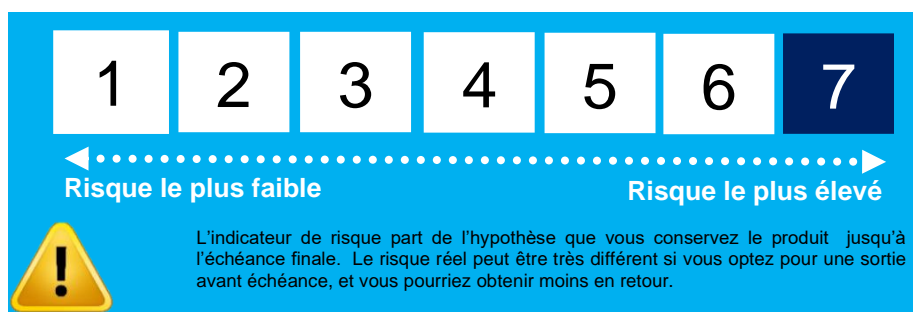 1 2 3 4 5 6 7
Risque le plus faible Risque le plus élevé
L'indicateur de risque part de l'hypothèse que vous conservez le produit jusqu'à
l'échéance finale. Le risque réel peut être très différent si vous optez pour une sortie
avant échéance, et vous pourriez obtenir moins en retour.